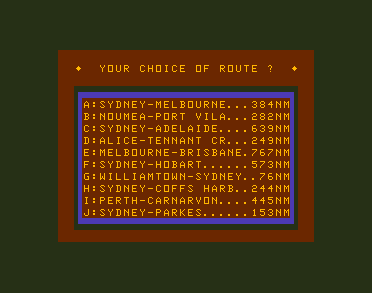 ◆ YOUR CHOICE OF ROUTE ? ◆
A:SYDNEY-MELBOURNE...384NM
B:NOUMEA-PORT VILA...282NM
C:SYDNEY-ADELAIDE....639NM
D:ALICE-TENNANT CR...249NM
E:MELBOURNE-BRISBANE.767NM
F:SYDNEY-HOBART......573NM
G:WILLIAMTOWN-SYDNEY..76NM
H:SYDNEY-COFFS HARB..244NM
I:PERTH-CARNARVON....445NM
J:SYDNEY-PARKES......153NM